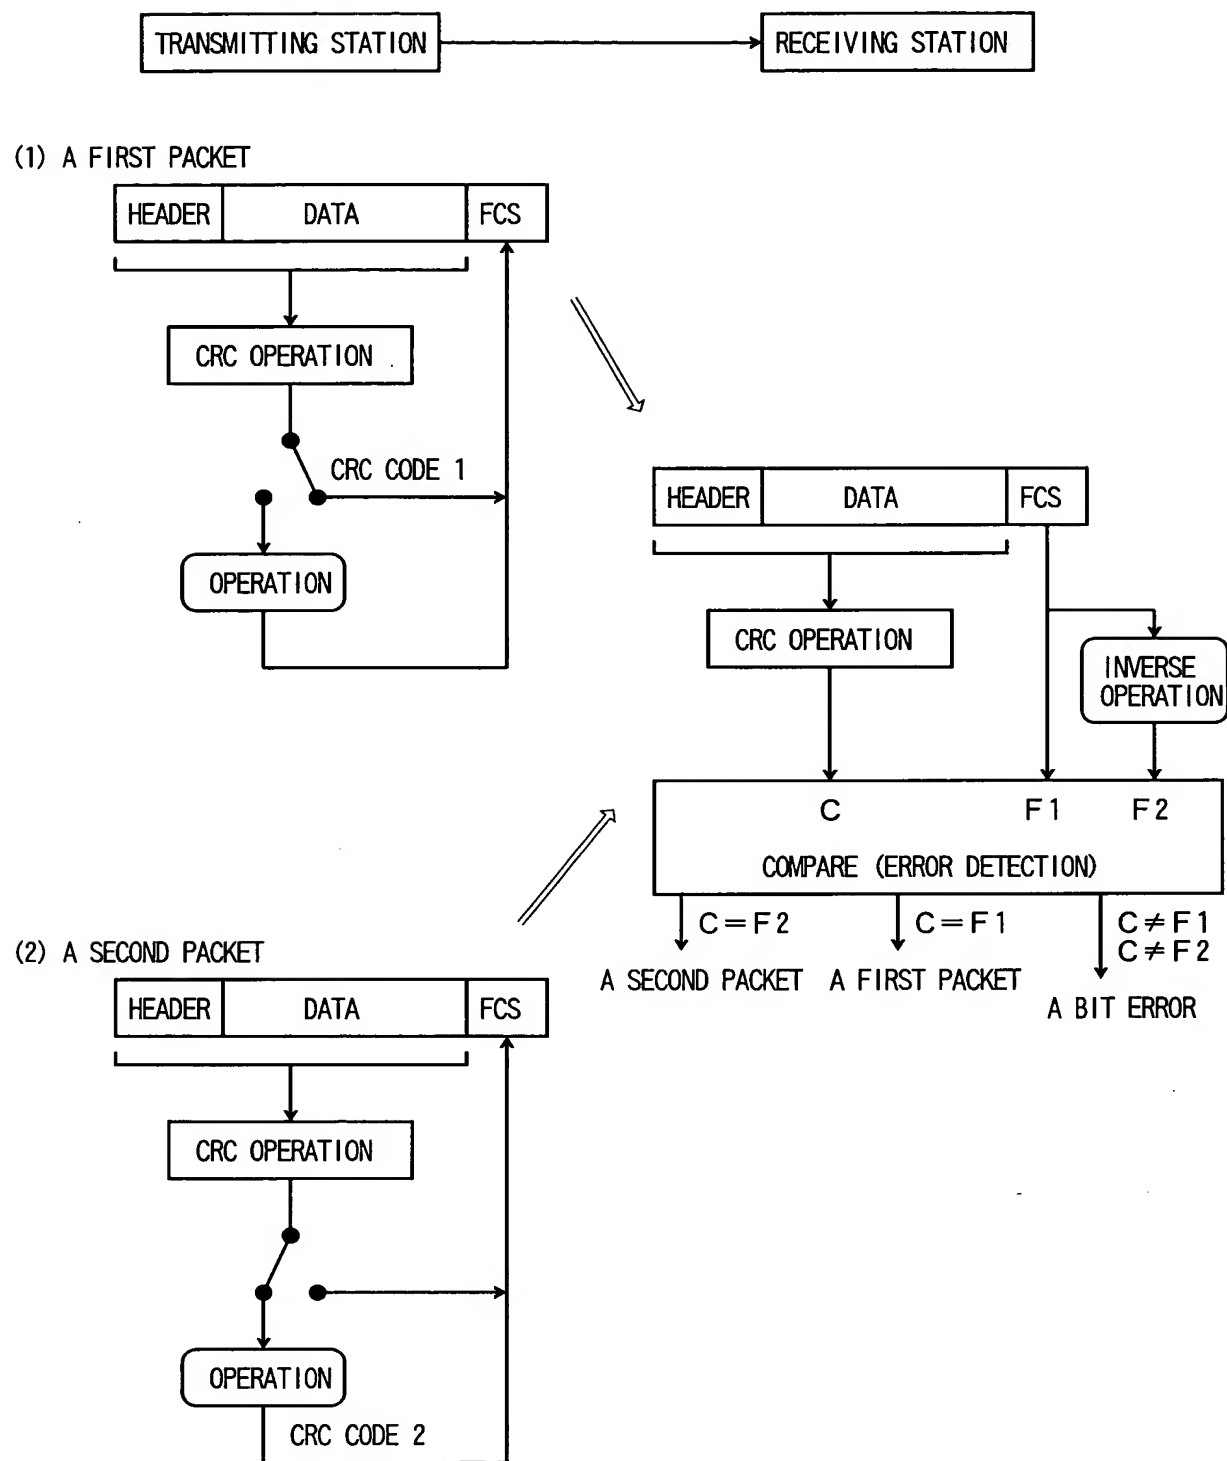 TRANSMITTING STATION
RECEIVING STATION
(1) A FIRST PACKET
HEADER DATA FCS
CRC OPERATION
CRC CODE 1
OPERATION
HEADER DATA FCS
CRC OPERATION
INVERSE
OPERATION
C F1 F2
COMPARE (ERROR DETECTION)
C=F2
C=F1
C≠F1
C≠F2
A SECOND PACKET
A FIRST PACKET
A BIT ERROR
(2) A SECOND PACKET
HEADER DATA FCS
CRC OPERATION
OPERATION
CRC CODE 2